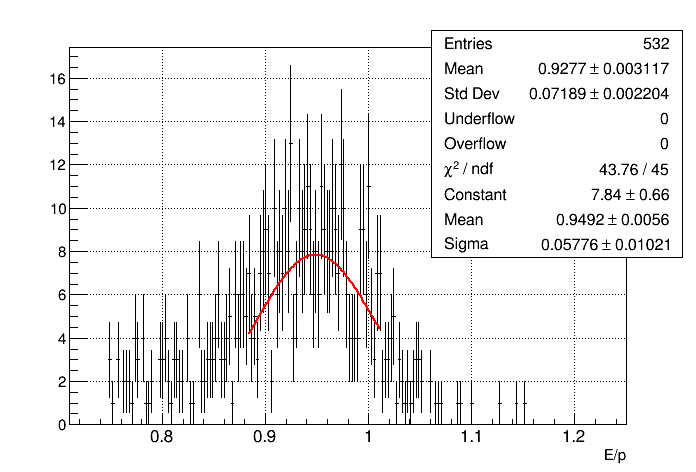 Entries 532
Mean 0.9277 ± 0.003117
Std Dev 0.07189 ± 0.002204
Underflow 0
Overflow 0
χ² / ndf 43.76 / 45
Constant 7.84 ± 0.66
Mean 0.9492 ± 0.0056
Sigma 0.05776 ± 0.01021
16
14
12
10
8
6
4
2
0
0.8 0.9 1 1.1 1.2
E/p